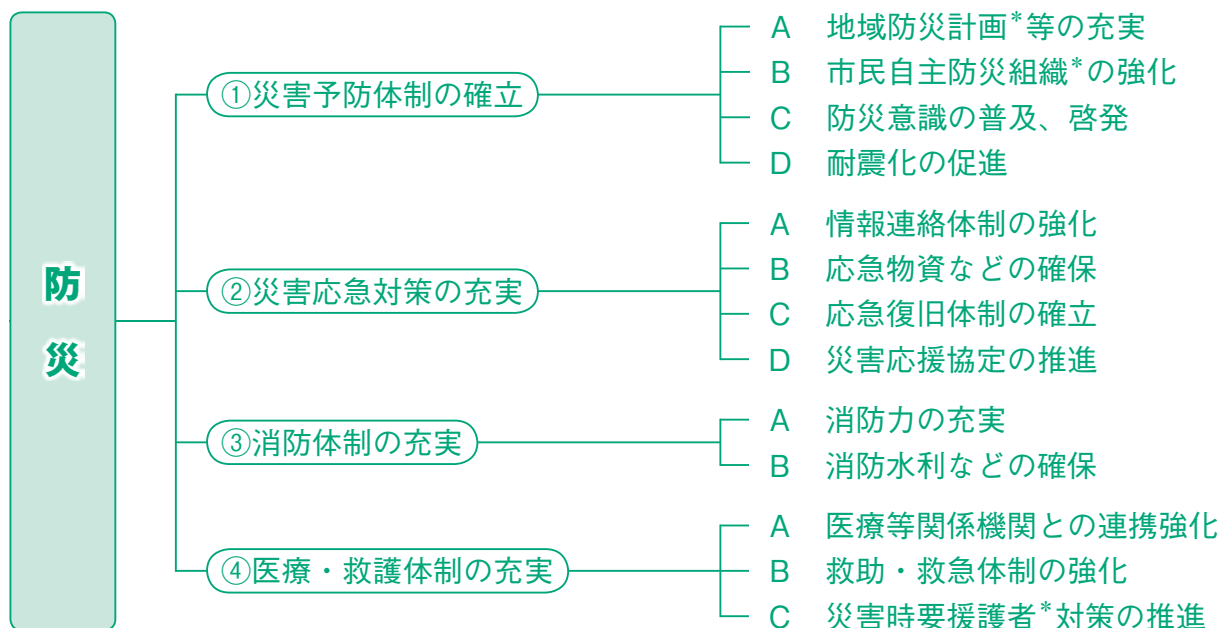 防災
①災害予防体制の確立
A 地域防災計画*等の充実
B 市民自主防災組織*の強化
C 防災意識の普及、啓発
D 耐震化の促進
②災害応急対策の充実
A 情報連絡体制の強化
B 応急物資などの確保
C 応急復旧体制の確立
D 災害応援協定の推進
③消防体制の充実
A 消防力の充実
B 消防水利などの確保
④医療・救護体制の充実
A 医療等関係機関との連携強化
B 救助・救急体制の強化
C 災害時要援護者*対策の推進